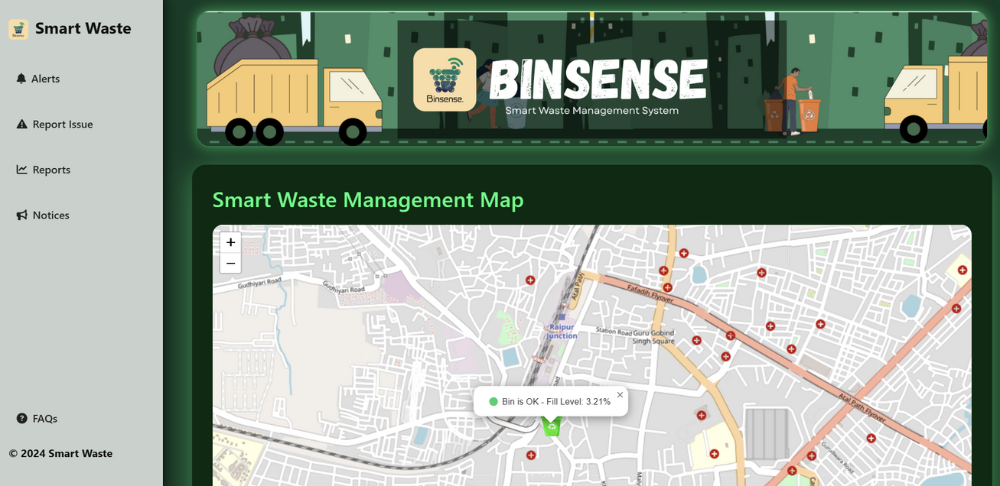 Smart Waste
Alerts
Report Issue
Reports
Notices
FAQs
© 2024 Smart Waste
Binsense.
BINSENSE
Smart Waste Management System
Smart Waste Management Map
+
−
Gudhiyari Road
Gudhiyari Road
Atal Path
Fafadih Flyover
Raipur
Junction
Station Road
Guru Gobind
Singh Square
Bin is OK - Fill Level: 3.21%
×
Atal Path Flyover
Gurudwara Road